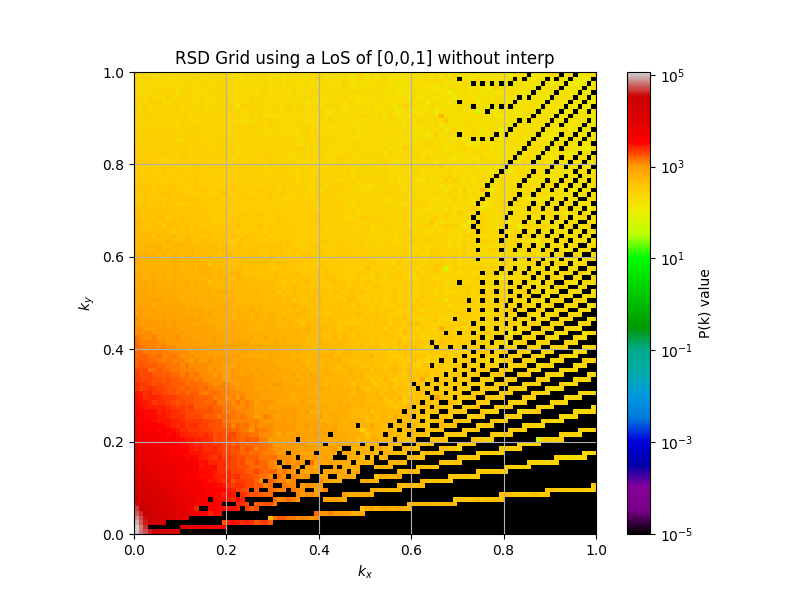 RSD Grid using a LoS of [0,0,1] without interp
1.0
0.8
0.6
0.4
0.2
0.0
k_y
0.0 0.2 0.4 0.6 0.8 1.0
k_x
10^5
10^3
10^1
10^−1
10^−3
10^−5
P(k) value